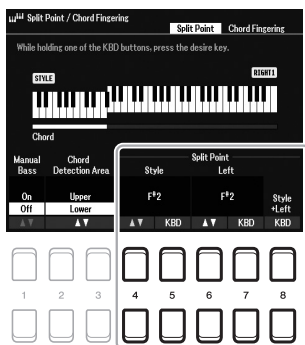 Split Point / Chord Fingering
Split Point Chord Fingering
While holding one of the KBD buttons, press the desire key.
STYLE RIGHT1
Chord
Manual Bass
Chord Detection Area
Split Point
Style Left
On Upper F#2 F#2 Style +Left
Off Lower
▲▼ ▲▼ KBD ▲▼ KBD KBD
1 2 3 4 5 6 7 8